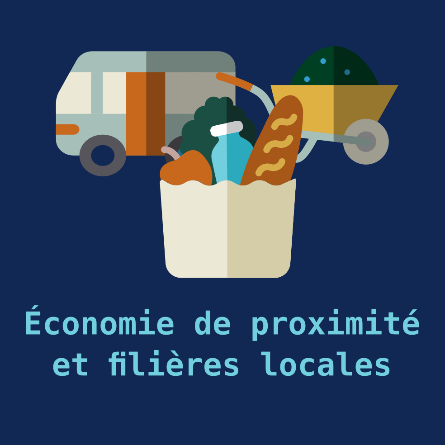 Économie de proximité
et filières locales